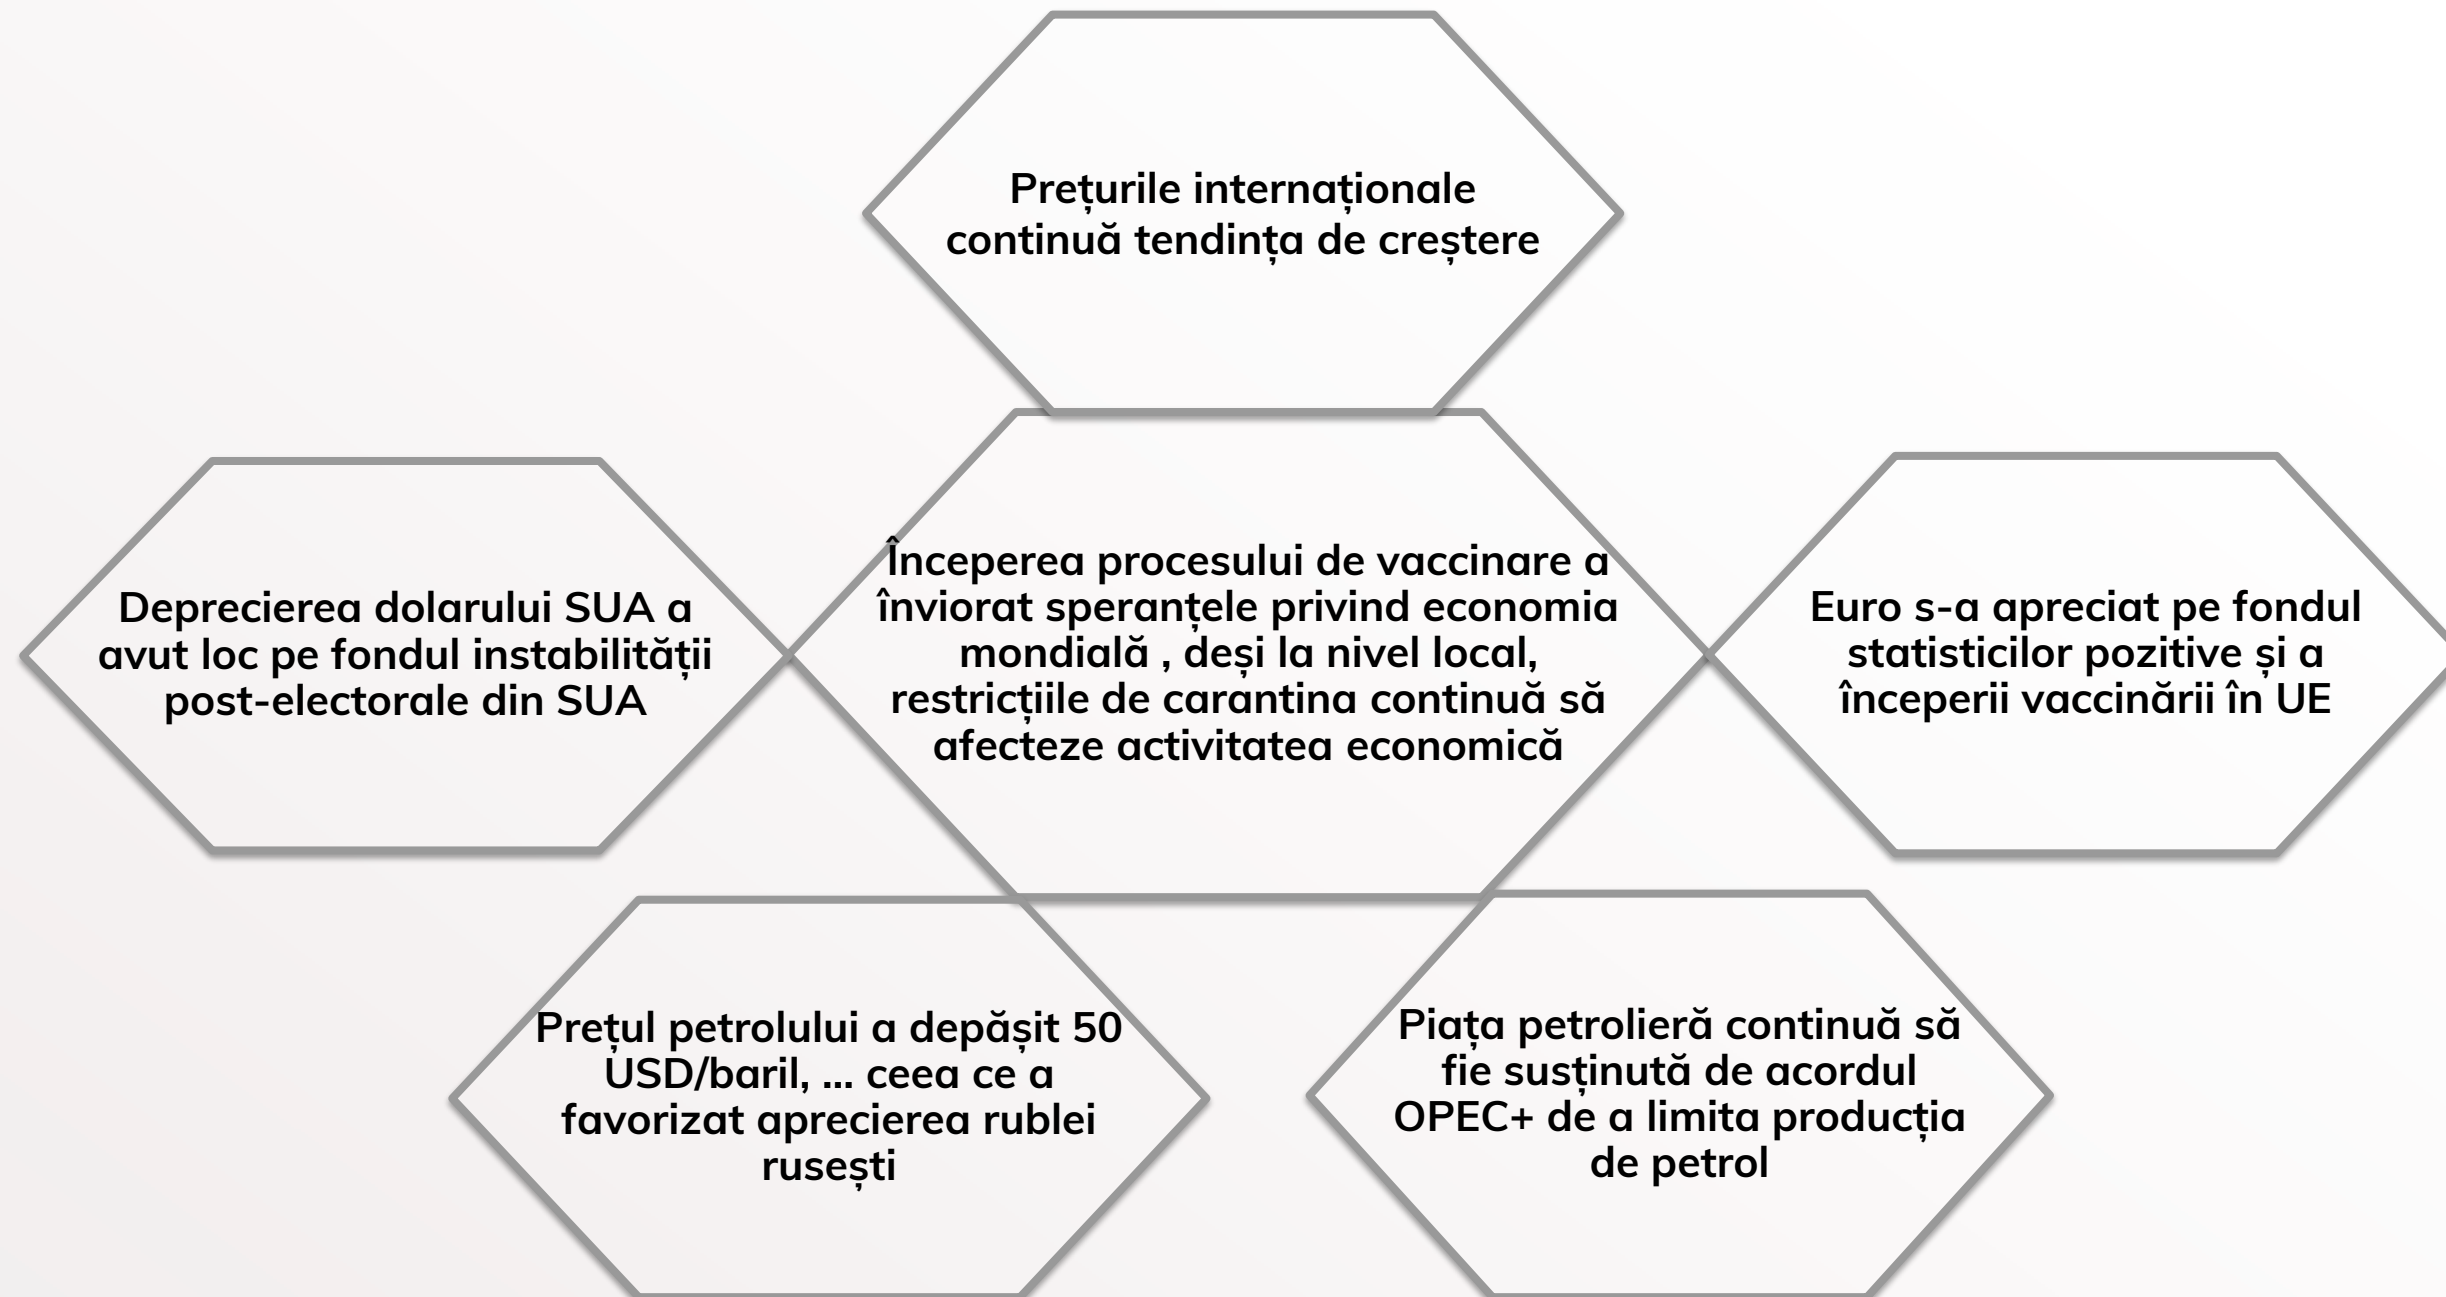 Prețurile internaționale
continuă tendința de creștere
Deprecierea dolarului SUA a
avut loc pe fondul instabilității
post-electorale din SUA
Începerea procesului de vaccinare a
înviorat speranțele privind economia
mondială , deși la nivel local,
restricțiile de carantina continuă să
afecteze activitatea economică
Euro s-a apreciat pe fondul
statisticilor pozitive și a
începerii vaccinării în UE
Prețul petrolului a depășit 50
USD/baril, ... ceea ce a
favorizat aprecierea rublei
rusești
Piața petrolieră continuă să
fie susținută de acordul
OPEC+ de a limita producția
de petrol